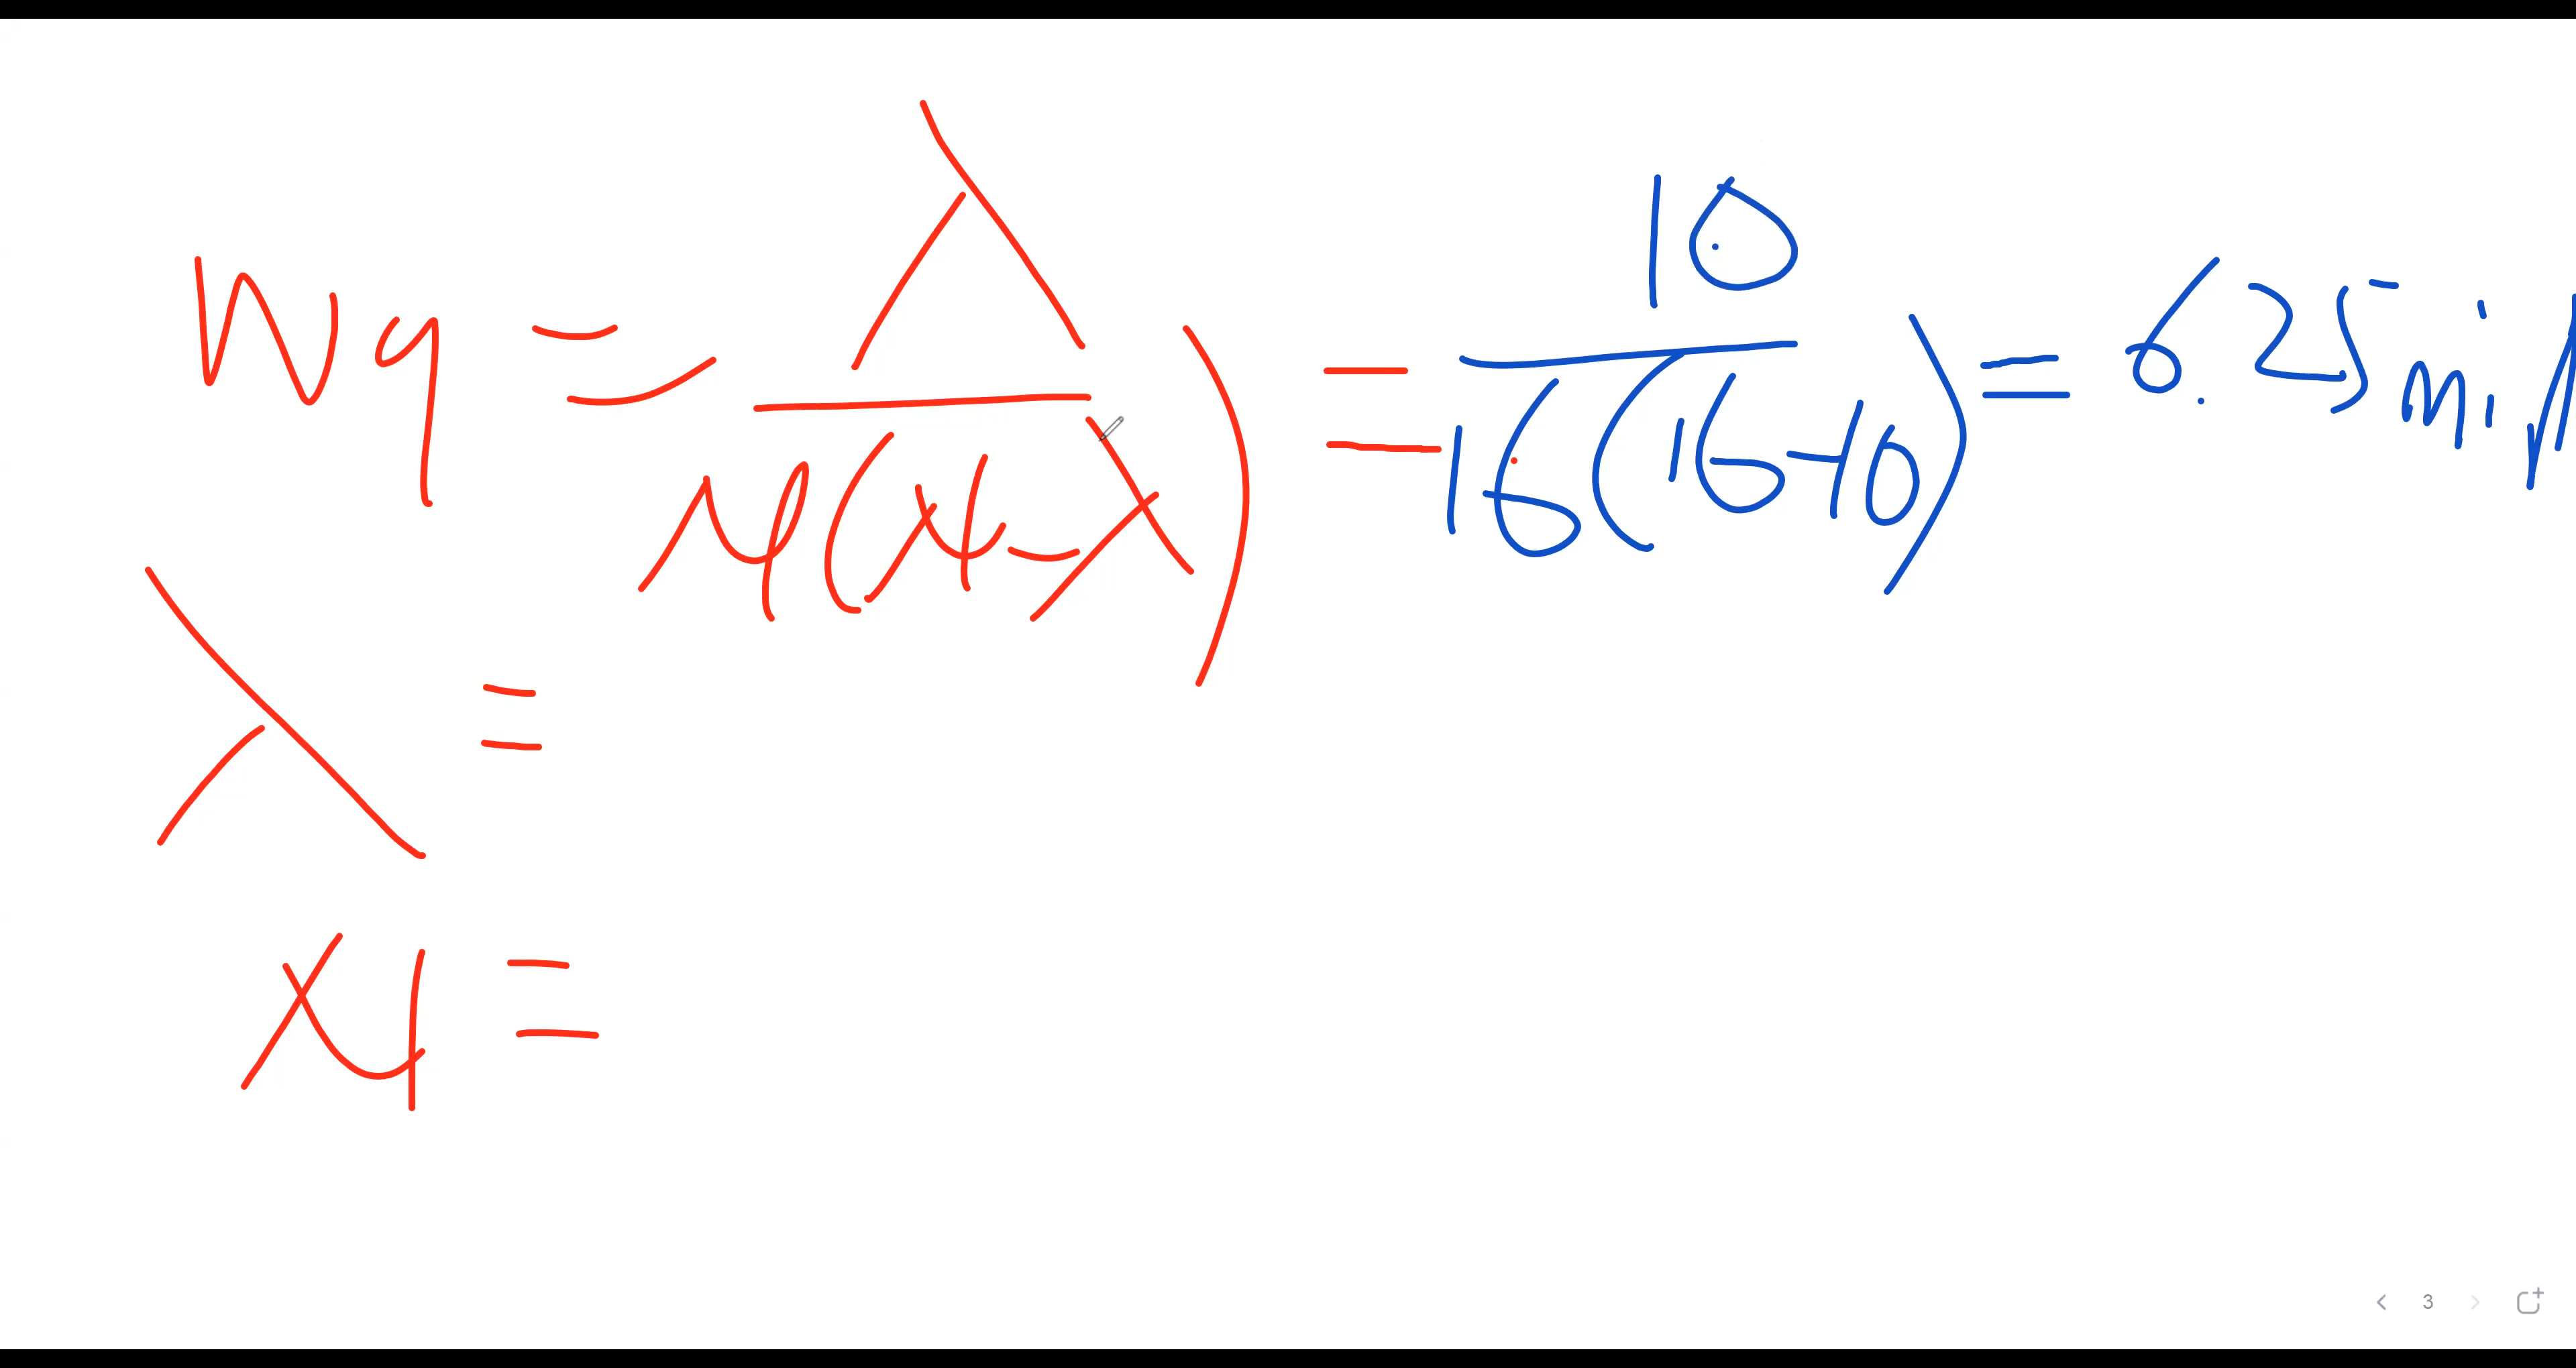 Wq = λ / μ(μ-λ) = 10 / 16(16-10) = 6.25 min
λ =
μ =
3